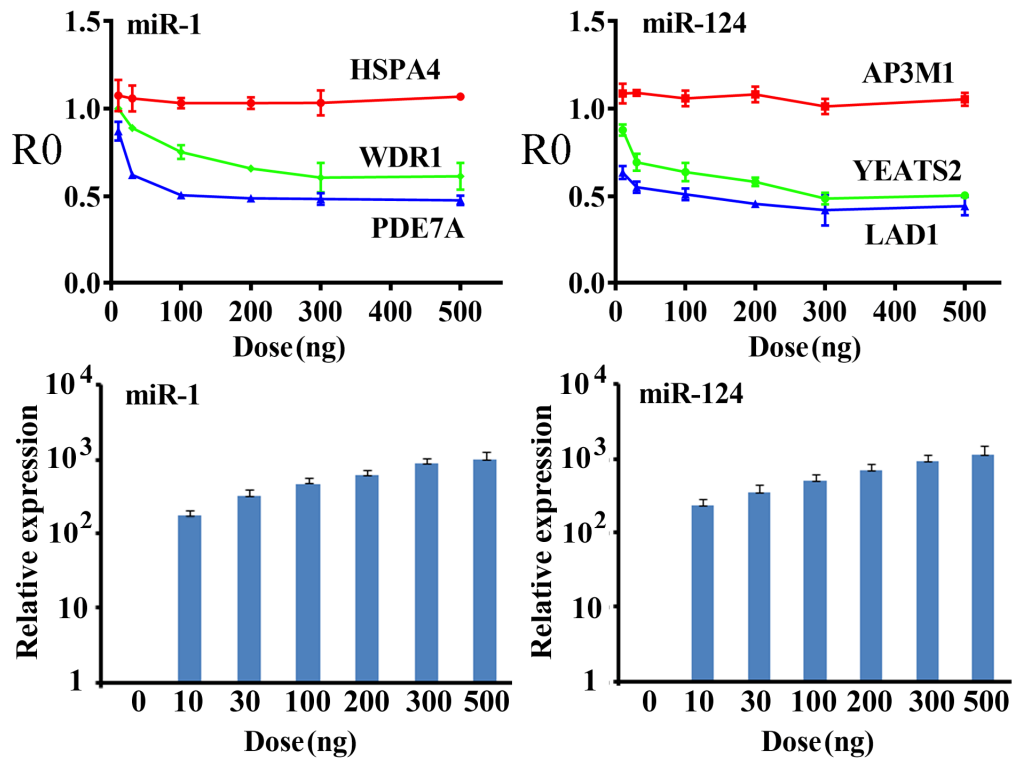 1.5
miR-1
HSPA4
1.0
R0
WDR1
0.5
PDE7A
0.0
0 100 200 300 400 500
Dose(ng)
1.5
miR-124
AP3M1
1.0
R0
YEATS2
0.5
LAD1
0.0
0 100 200 300 400 500
Dose(ng)
10^4
miR-1
10^3
Relative expression
10^2
10
1
0 10 30 100 200 300 500
Dose(ng)
10^4
miR-124
10^3
Relative expression
10^2
10
1
0 10 30 100 200 300 500
Dose(ng)